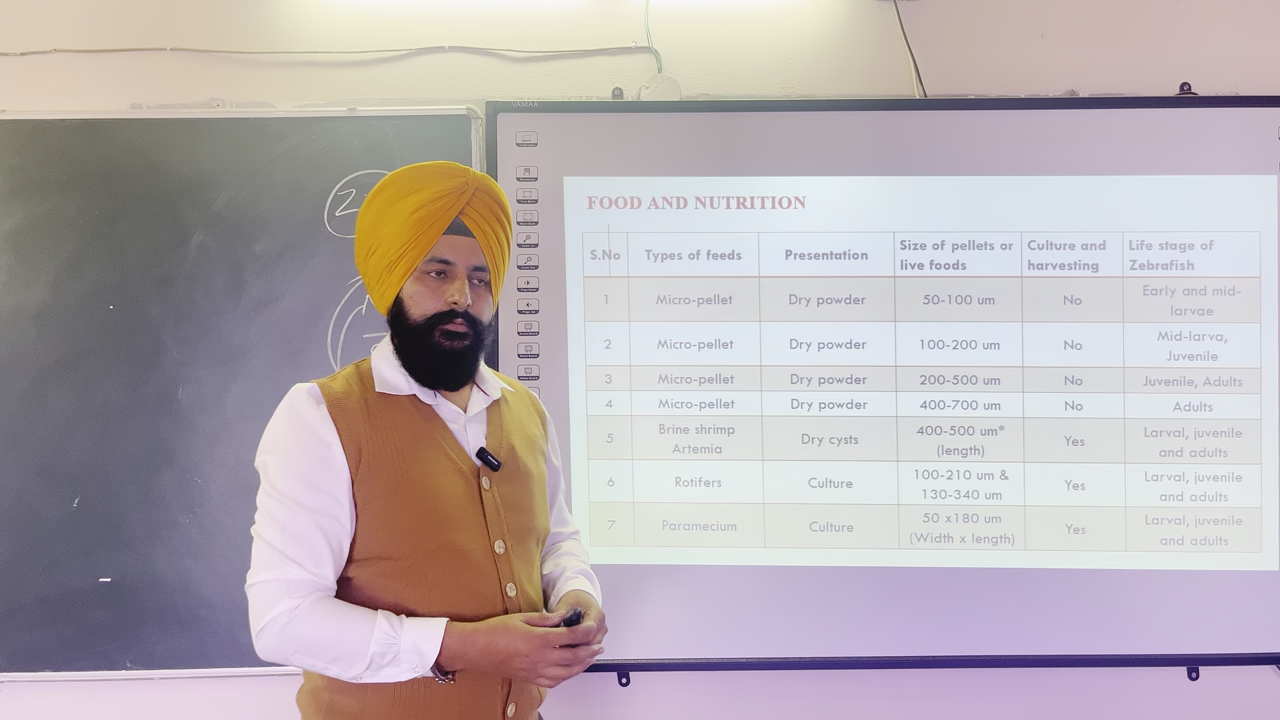 VAMAA
FOOD AND NUTRITION
S.No Types of feeds Presentation Size of pellets or live foods Culture and harvesting Life stage of Zebrafish
1 Micro-pellet Dry powder 50-100 um No Early and mid-larvae
2 Micro-pellet Dry powder 100-200 um No Mid-larva, Juvenile
3 Micro-pellet Dry powder 200-500 um No Juvenile, Adults
4 Micro-pellet Dry powder 400-700 um No Adults
5 Brine shrimp Artemia Dry cysts 400-500 um* (length) Yes Larval, juvenile and adults
6 Rotifers Culture 100-210 um & 130-340 um Yes Larval, juvenile and adults
7 Paramecium Culture 50 x180 um (Width x length) Yes Larval, juvenile and adults